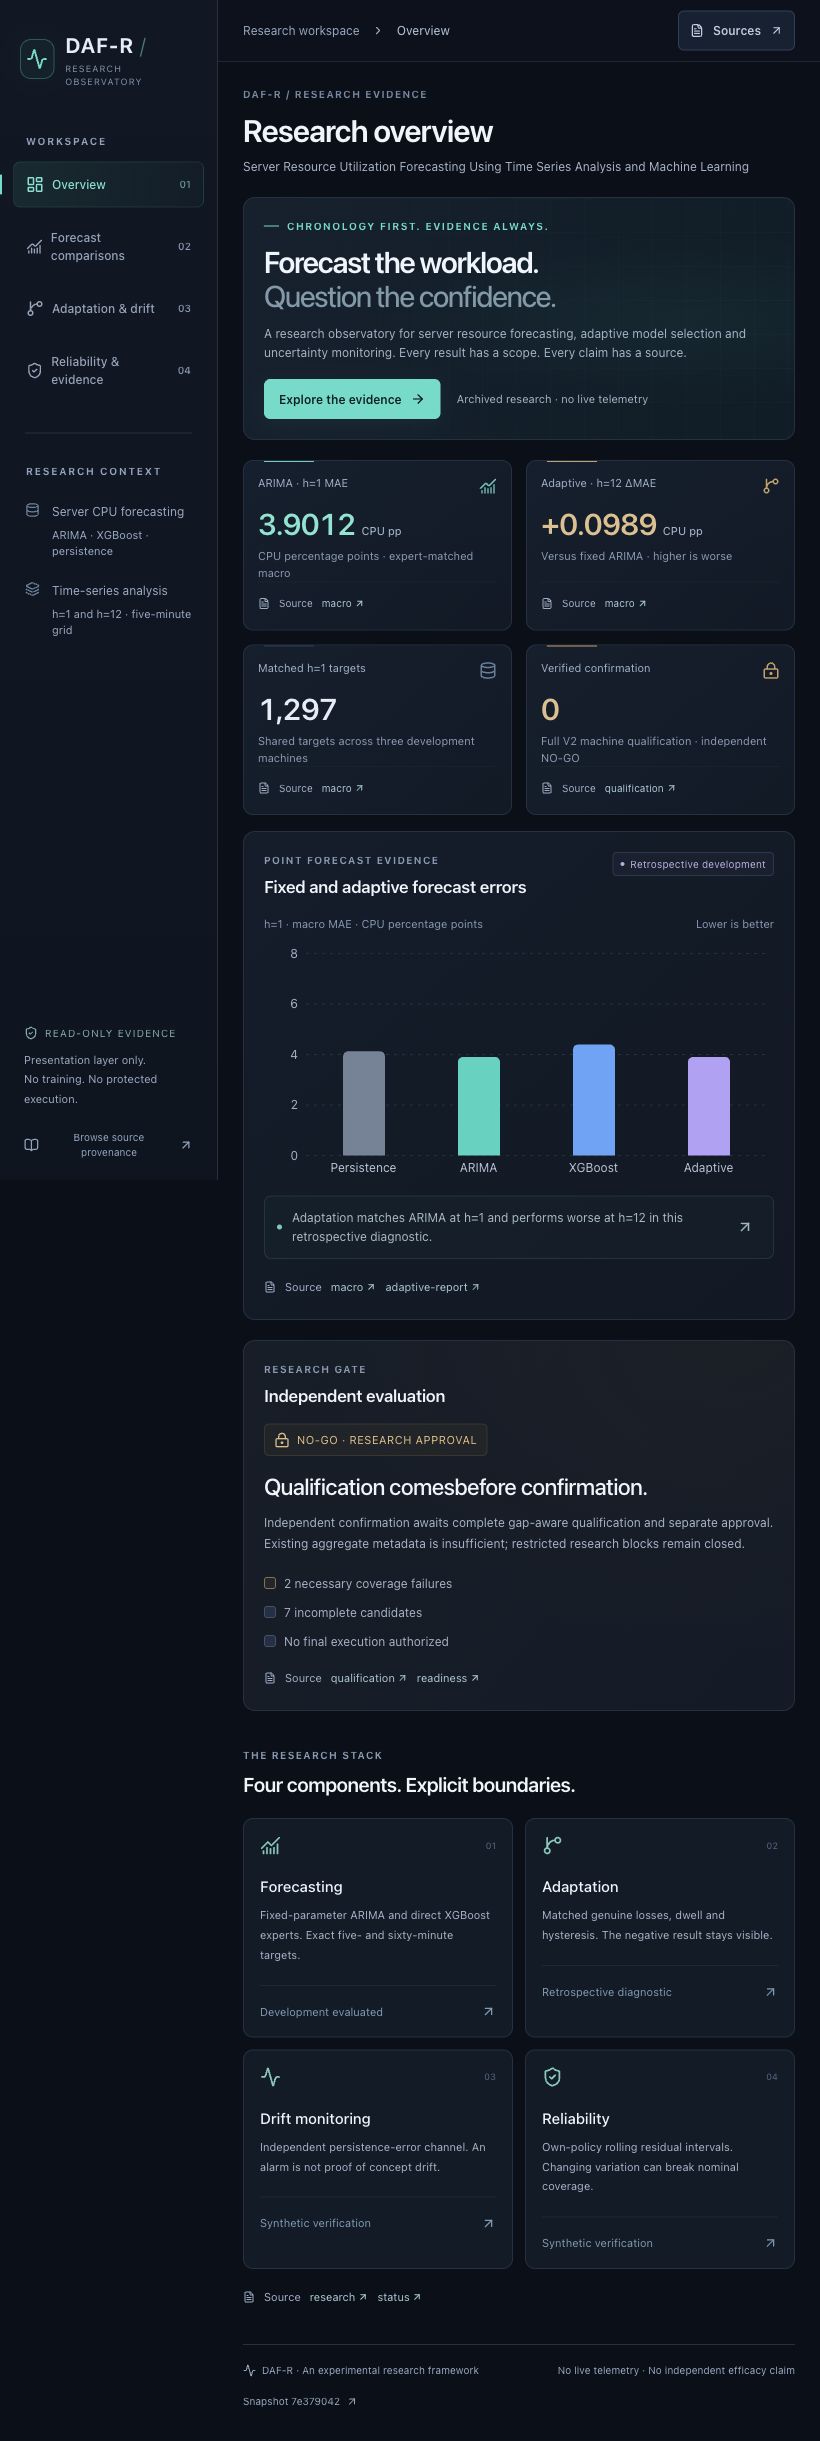 DAF-R /
RESEARCH
OBSERVATORY
WORKSPACE
Overview 01
Forecast
comparisons 02
Adaptation & drift 03
Reliability &
evidence 04
RESEARCH CONTEXT
Server CPU forecasting
ARIMA · XGBoost ·
persistence
Time-series analysis
h=1 and h=12 · five-minute
grid
READ-ONLY EVIDENCE
Presentation layer only.
No training. No protected
execution.
Browse source
provenance
Research workspace > Overview
Sources
DAF-R / RESEARCH EVIDENCE
Research overview
Server Resource Utilization Forecasting Using Time Series Analysis and Machine Learning
CHRONOLOGY FIRST. EVIDENCE ALWAYS.
Forecast the workload.
Question the confidence.
A research observatory for server resource forecasting, adaptive model selection and
uncertainty monitoring. Every result has a scope. Every claim has a source.
Explore the evidence
Archived research · no live telemetry
ARIMA · h=1 MAE
3.9012 CPU pp
CPU percentage points · expert-matched
macro
Source macro
Adaptive · h=12 ΔMAE
+0.0989 CPU pp
Versus fixed ARIMA · higher is worse
Source macro
Matched h=1 targets
1,297
Shared targets across three development
machines
Source macro
Verified confirmation
0
Full V2 machine qualification · independent
NO-GO
Source qualification
POINT FORECAST EVIDENCE
Fixed and adaptive forecast errors
Retrospective development
h=1 · macro MAE · CPU percentage points
Lower is better
8
6
4
2
0
Persistence ARIMA XGBoost Adaptive
Adaptation matches ARIMA at h=1 and performs worse at h=12 in this
retrospective diagnostic.
Source macro adaptive-report
RESEARCH GATE
Independent evaluation
NO-GO · RESEARCH APPROVAL
Qualification comesbefore confirmation.
Independent confirmation awaits complete gap-aware qualification and separate approval.
Existing aggregate metadata is insufficient; restricted research blocks remain closed.
2 necessary coverage failures
7 incomplete candidates
No final execution authorized
Source qualification readiness
THE RESEARCH STACK
Four components. Explicit boundaries.
01
Forecasting
Fixed-parameter ARIMA and direct XGBoost
experts. Exact five- and sixty-minute
targets.
Development evaluated
02
Adaptation
Matched genuine losses, dwell and
hysteresis. The negative result stays visible.
Retrospective diagnostic
03
Drift monitoring
Independent persistence-error channel. An
alarm is not proof of concept drift.
Synthetic verification
04
Reliability
Own-policy rolling residual intervals.
Changing variation can break nominal
coverage.
Synthetic verification
Source research status
DAF-R · An experimental research framework
No live telemetry · No independent efficacy claim
Snapshot 7e379042